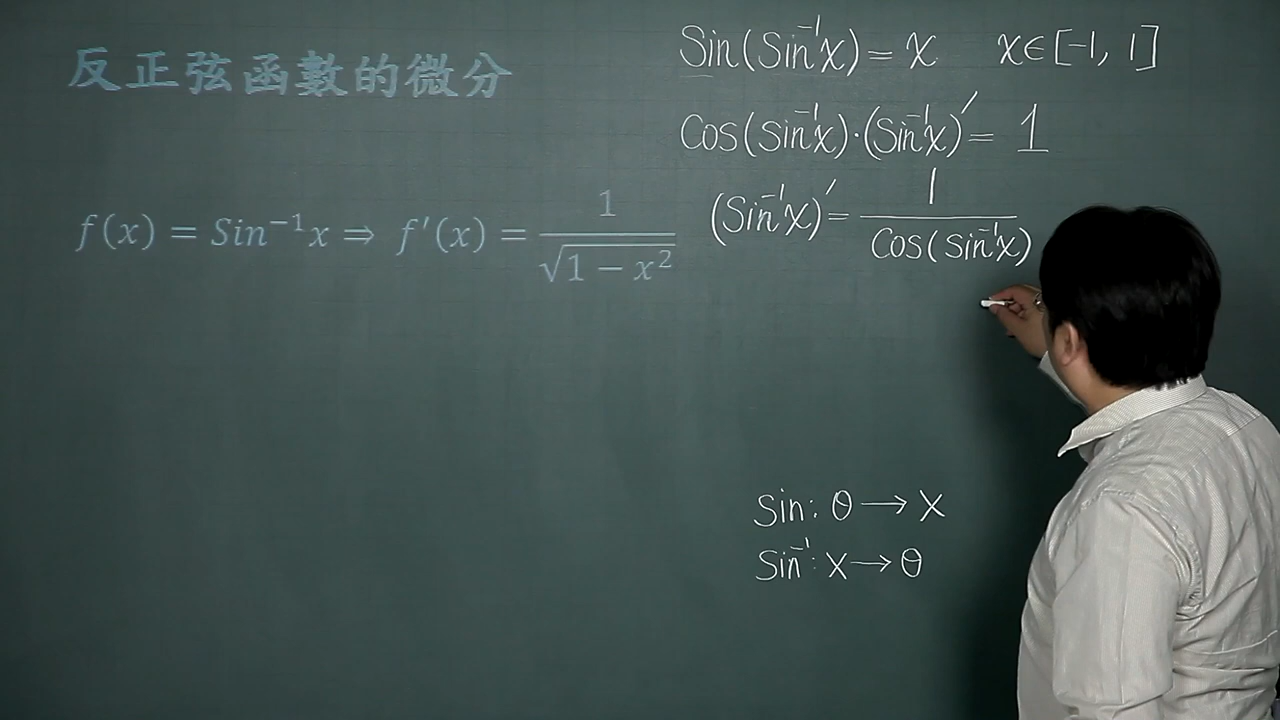 反正弦函數的微分
f(x) = Sin⁻¹x ⇒ f′(x) = 1/√(1 − x²)
Sin(Sin⁻¹x) = x x∈[-1, 1]
Cos(Sin⁻¹x)·(Sin⁻¹x)′ = 1
(Sin⁻¹x)′ = 1/Cos(Sin⁻¹x)
Sin: θ → x
Sin⁻¹: x → θ